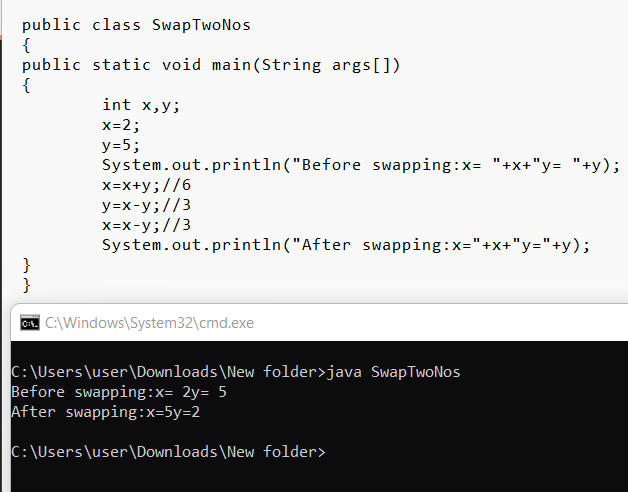 public class SwapTwoNos
{
public static void main(String args[])
{
int x,y;
x=2;
y=5;
System.out.println("Before swapping:x= "+x+"y= "+y);
x=x+y;//6
y=x-y;//3
x=x-y;//3
System.out.println("After swapping:x="+x+"y="+y);
}
}
C:\Windows\System32\cmd.exe
C:\Users\user\Downloads\New folder>java SwapTwoNos
Before swapping:x= 2y= 5
After swapping:x=5y=2
C:\Users\user\Downloads\New folder>